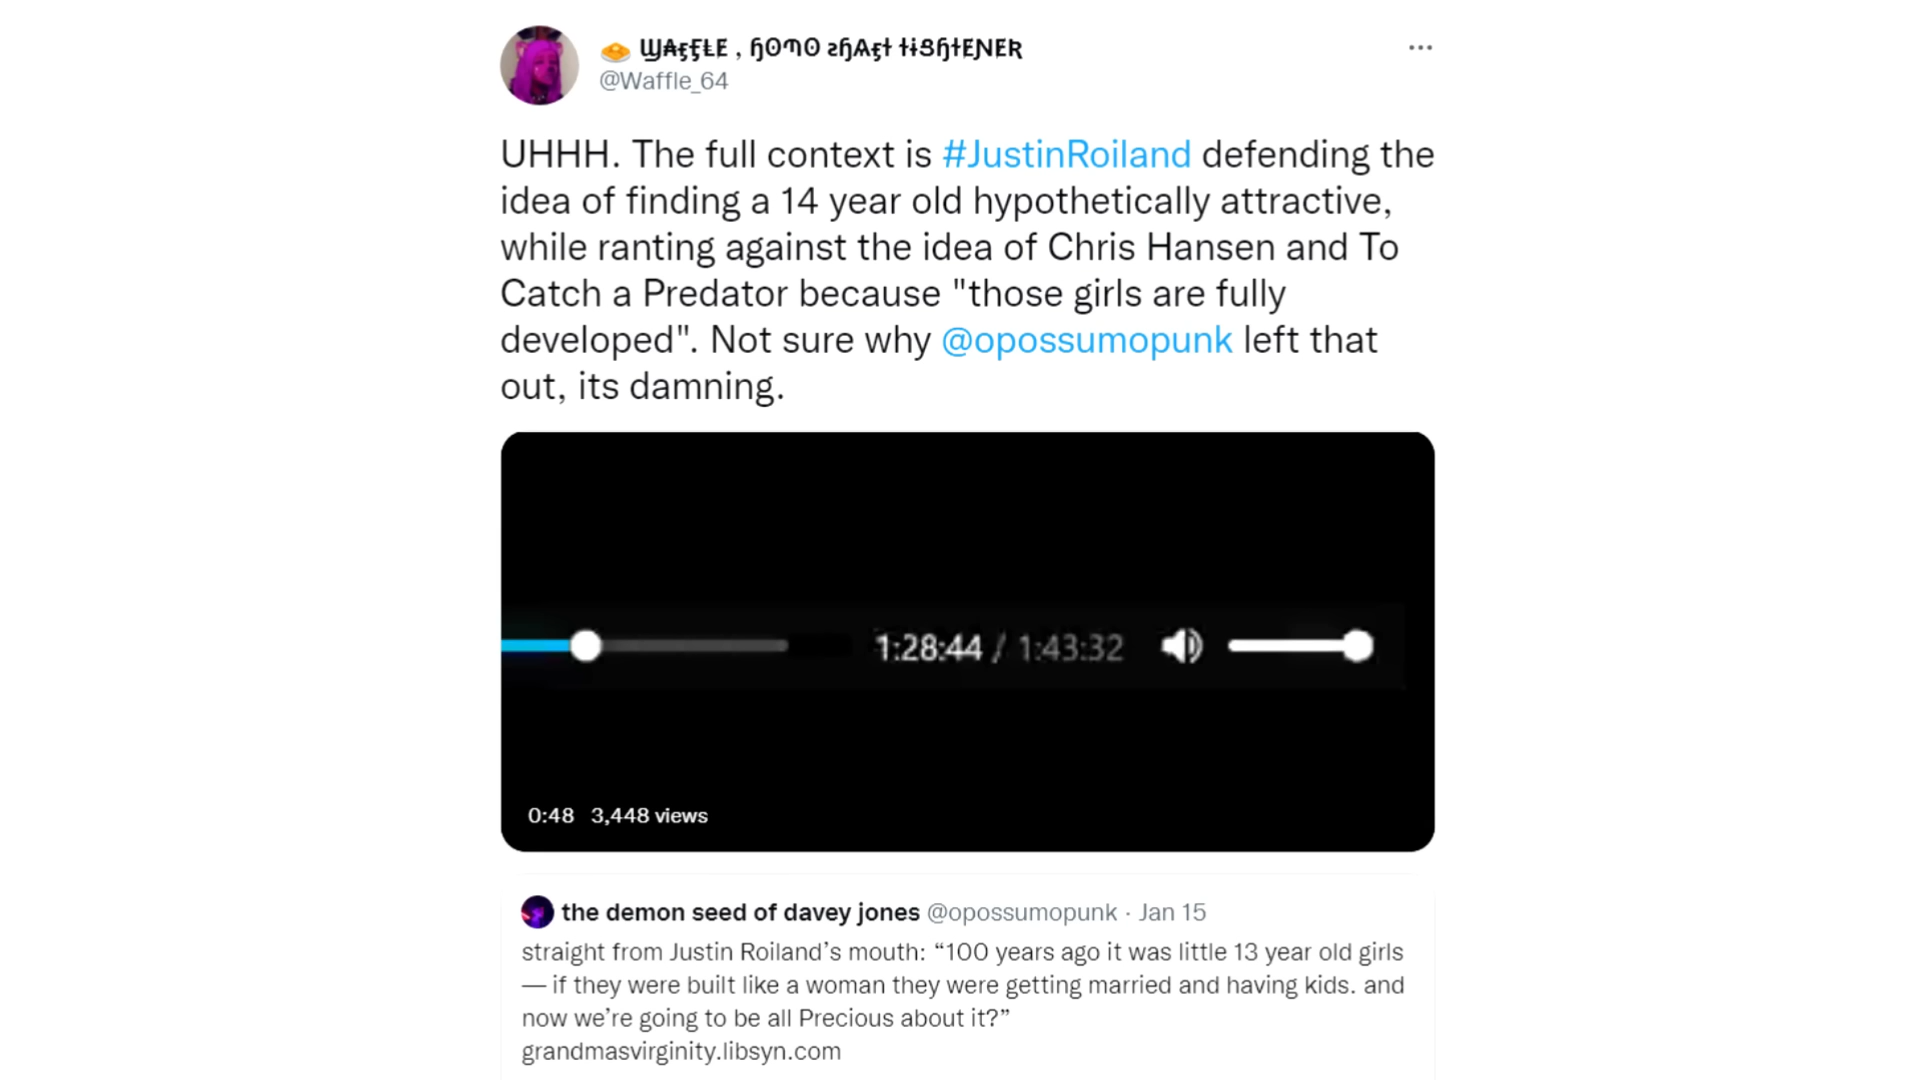 Щ₳ӻӺⱠɆ , ɧʘՊʘ ƨɧ₳ӻƚ ƚɨƧɧƚEɲEƦ
@Waffle_64
UHHH. The full context is #JustinRoiland defending the
idea of finding a 14 year old hypothetically attractive,
while ranting against the idea of Chris Hansen and To
Catch a Predator because "those girls are fully
developed". Not sure why @opossumopunk left that
out, its damning.
1:28:44 / 1:43:32
0:48 3,448 views
the demon seed of davey jones @opossumopunk · Jan 15
straight from Justin Roiland’s mouth: “100 years ago it was little 13 year old girls
— if they were built like a woman they were getting married and having kids. and
now we’re going to be all Precious about it?”
grandmasvirginity.libsyn.com